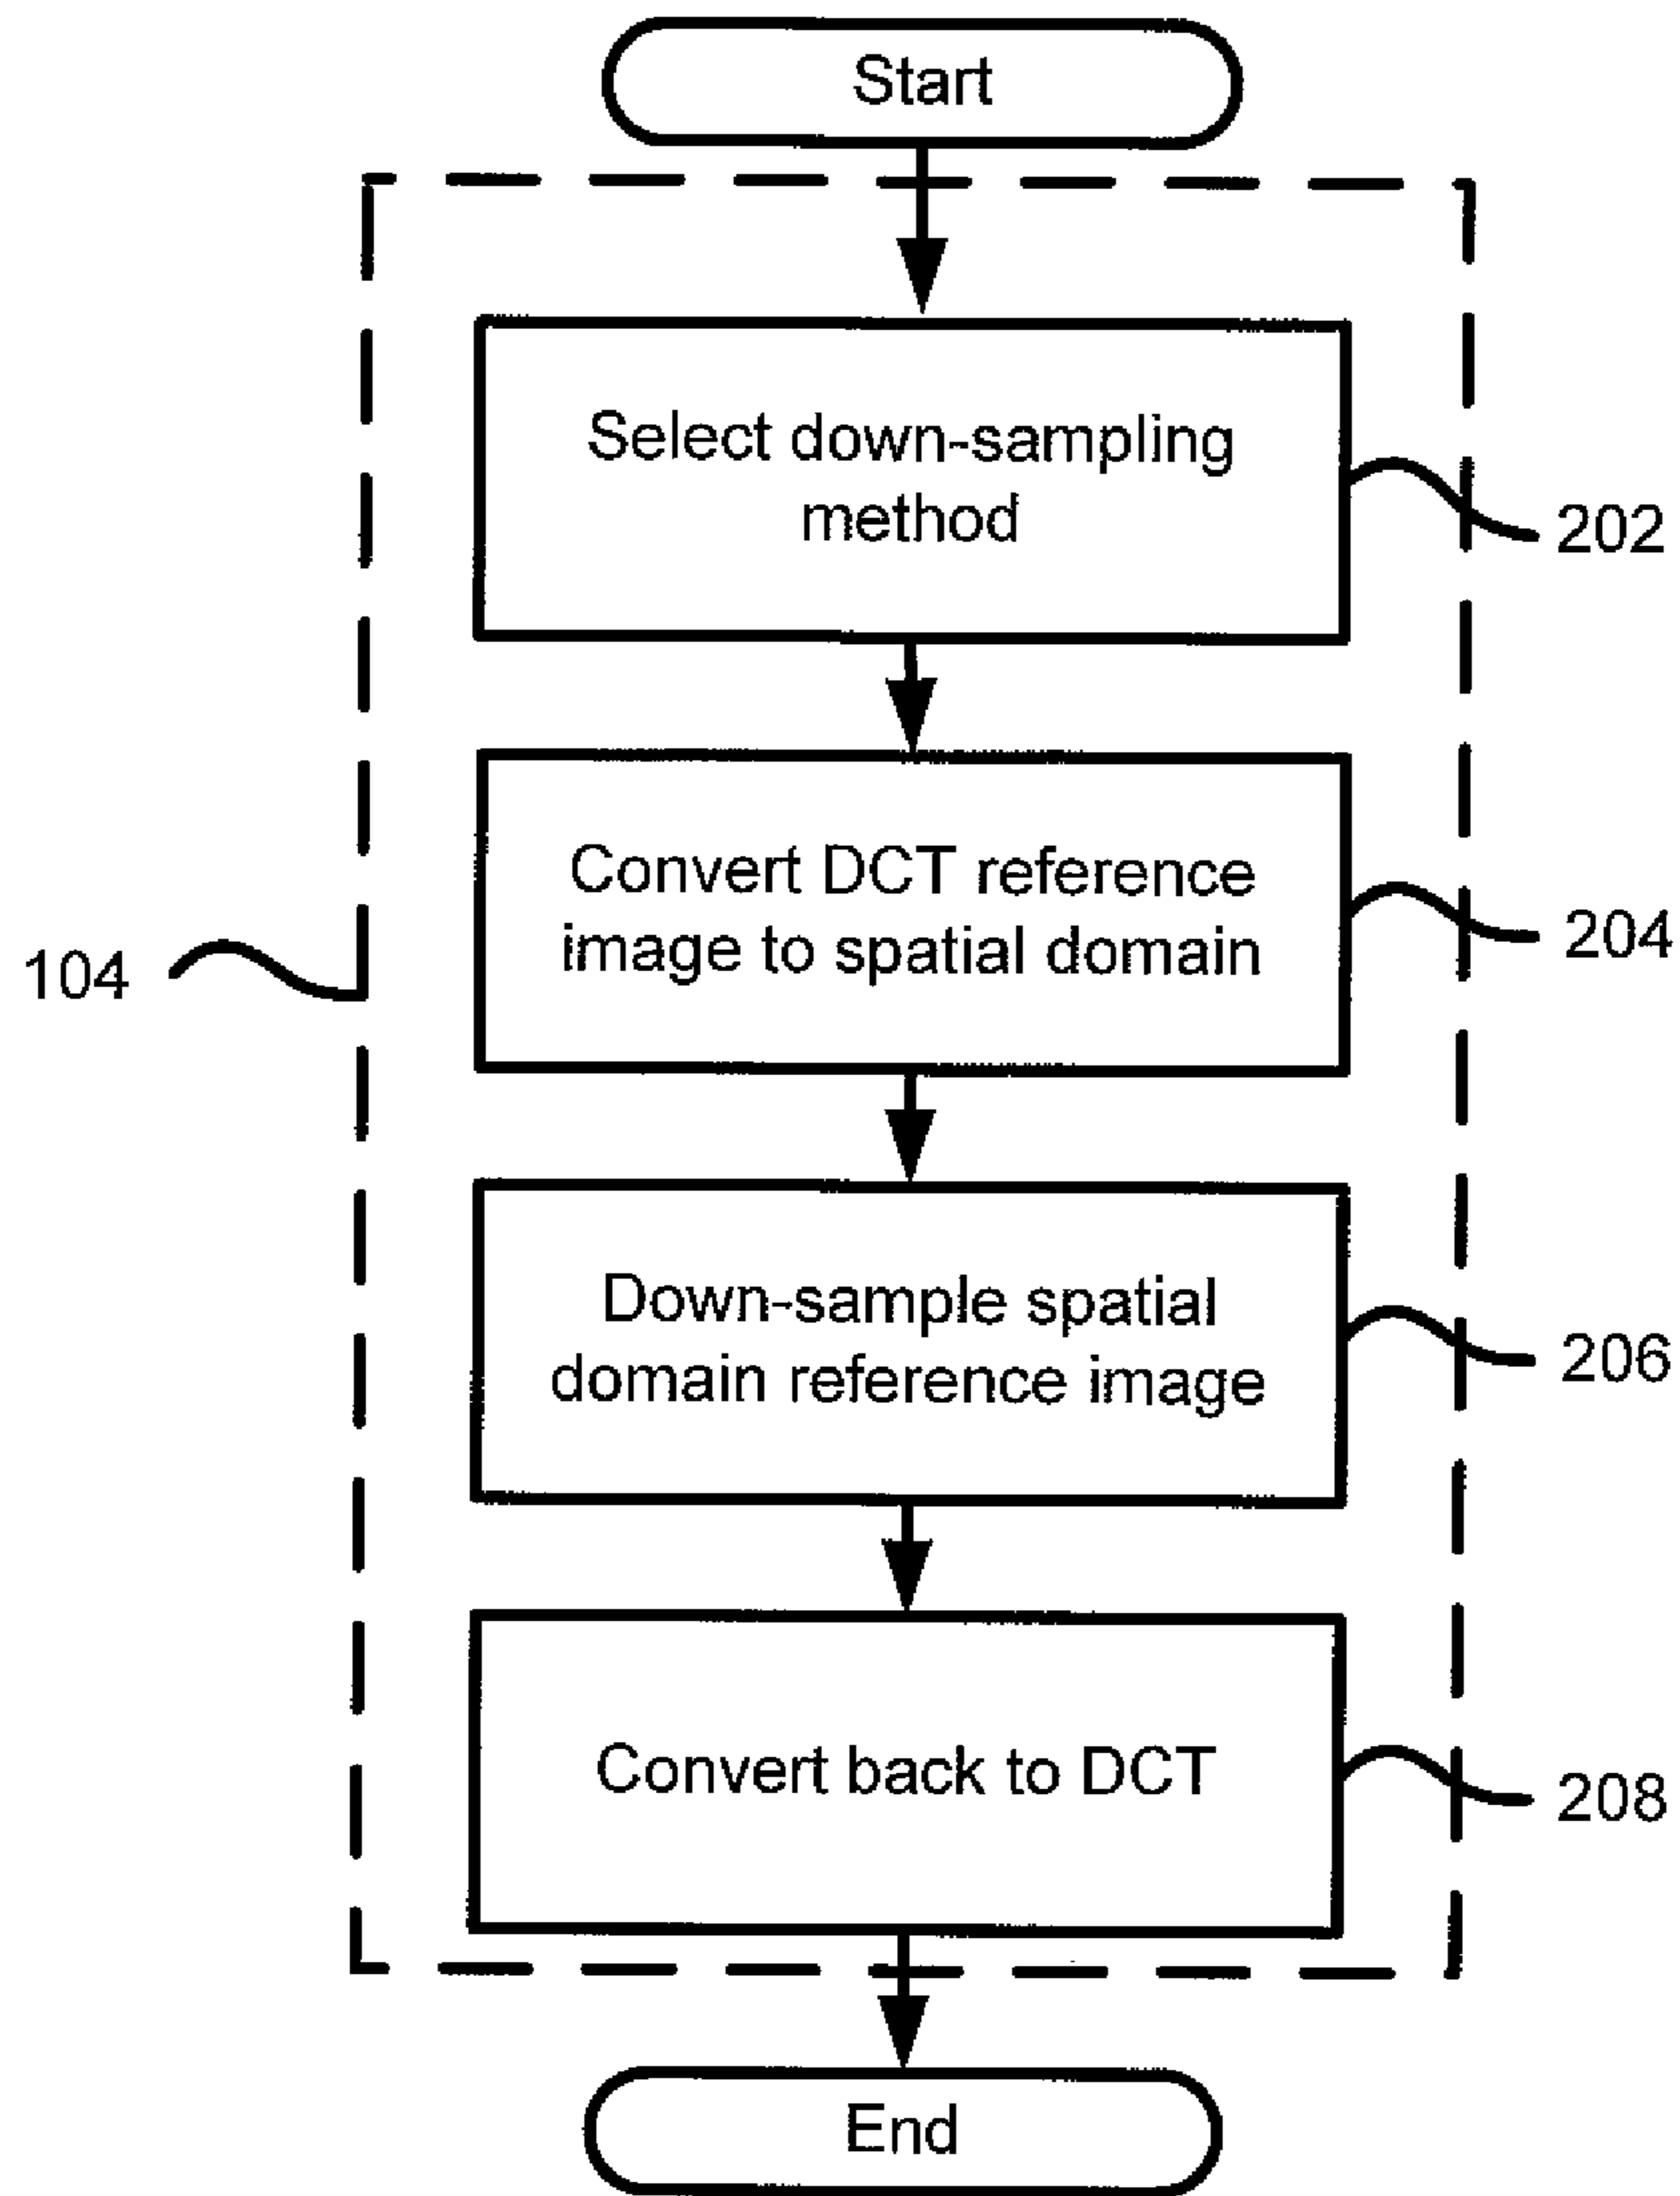 Start
Select down-sampling
method
202
Convert DCT reference
image to spatial domain
204
104
Down-sample spatial
domain reference image
206
Convert back to DCT
208
End